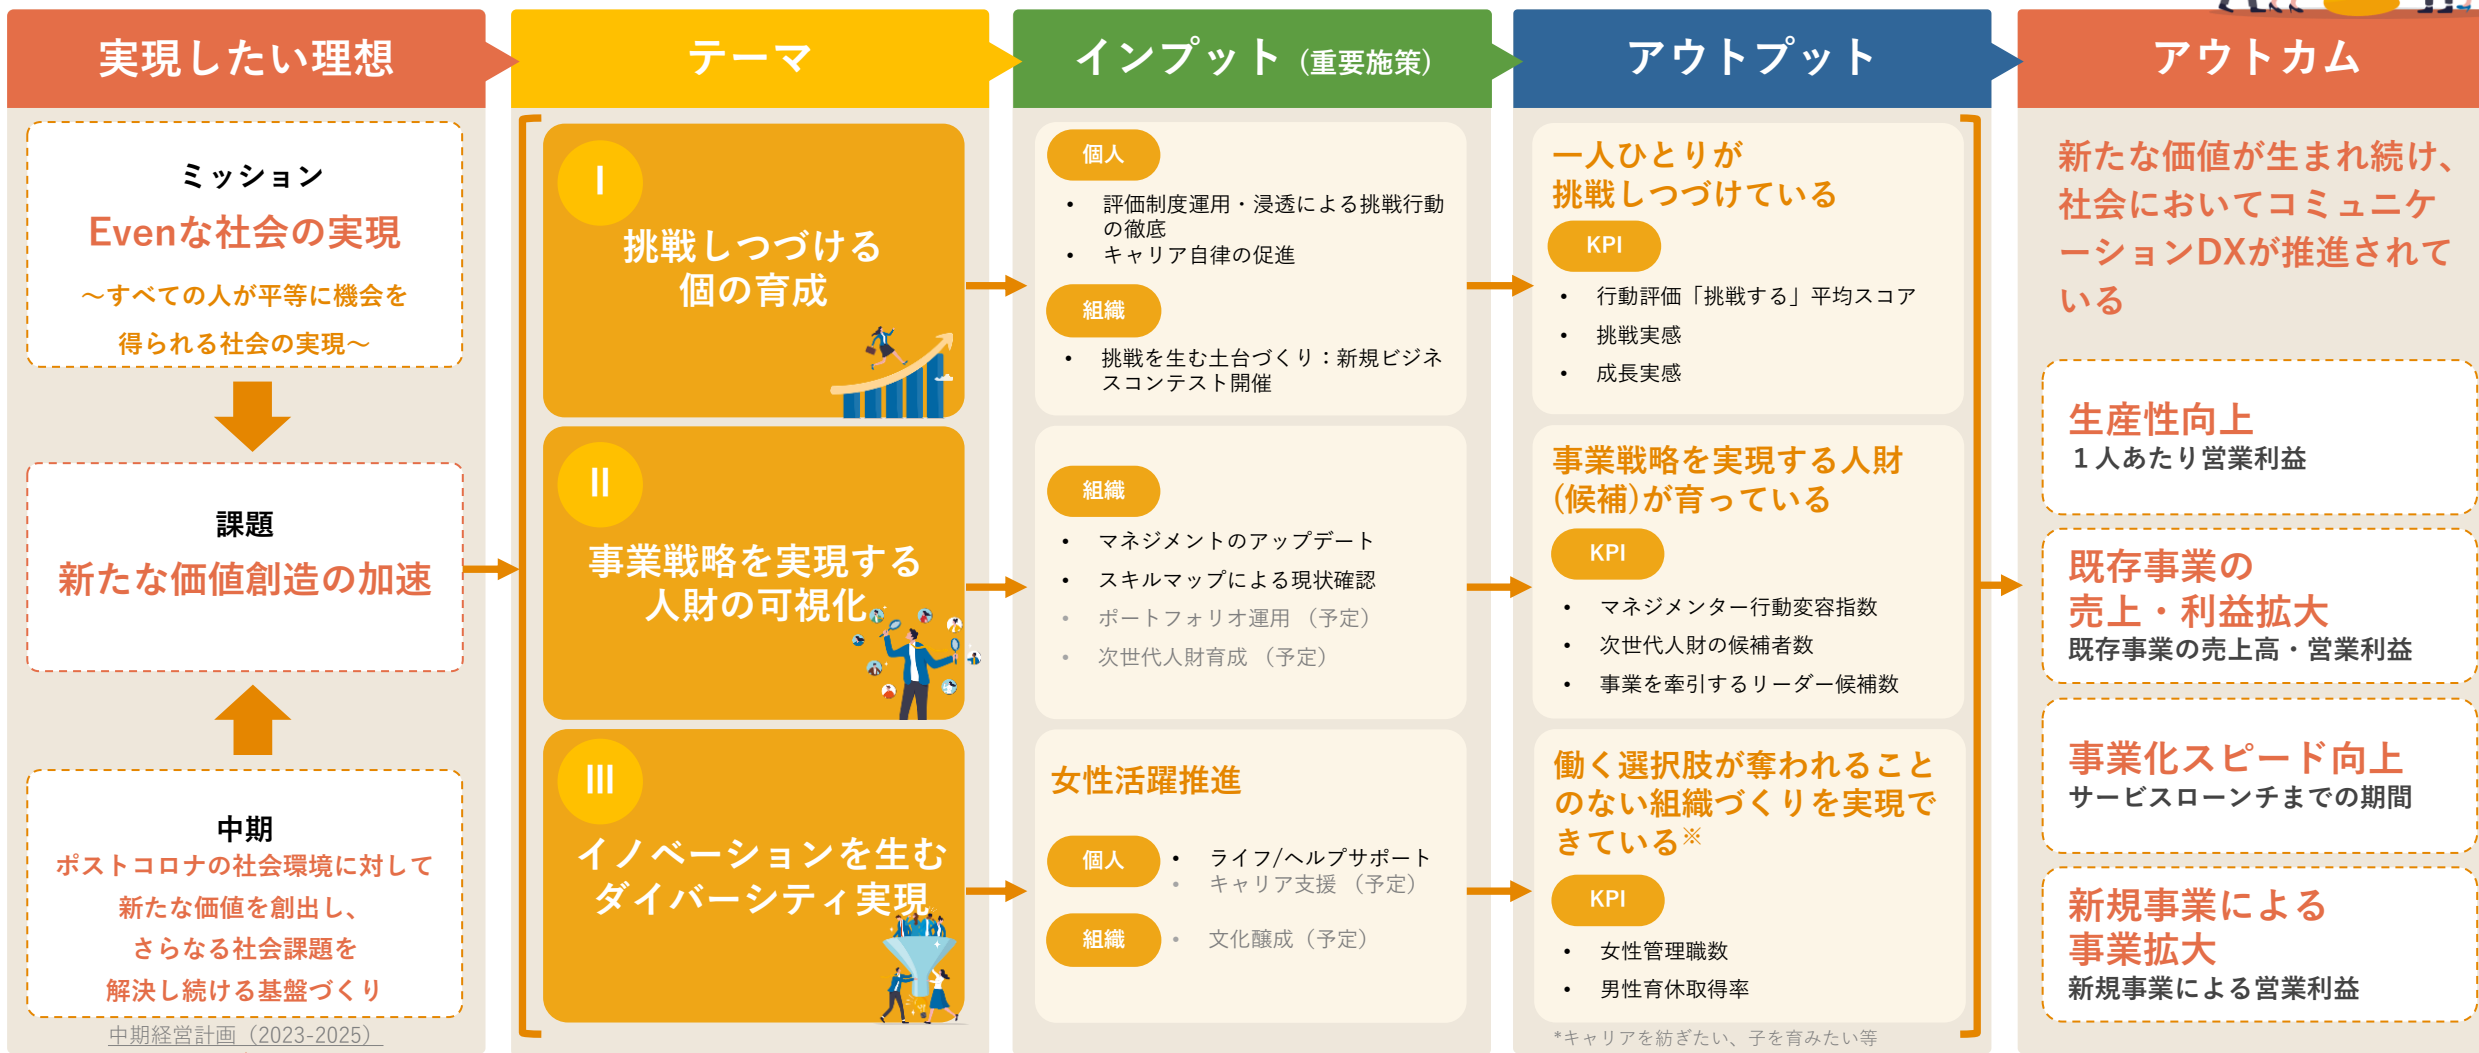 実現したい理想
ミッション
Evenな社会の実現
～すべての人が平等に機会を
得られる社会の実現～
課題
新たな価値創造の加速
中期
ポストコロナの社会環境に対して
新たな価値を創出し、
さらなる社会課題を
解決し続ける基盤づくり
中期経営計画（2023-2025）
テーマ
I
挑戦しつづける
個の育成
II
事業戦略を実現する
人財の可視化
III
イノベーションを生む
ダイバーシティ実現
インプット（重要施策）
個人
• 評価制度運用・浸透による挑戦行動
の徹底
• キャリア自律の促進
組織
• 挑戦を生む土台づくり：新規ビジネ
スコンテスト開催
組織
• マネジメントのアップデート
• スキルマップによる現状確認
• ポートフォリオ運用（予定）
• 次世代人財育成（予定）
女性活躍推進
個人
• ライフ/ヘルプサポート
• キャリア支援（予定）
組織
• 文化醸成（予定）
アウトプット
一人ひとりが
挑戦しつづけている
KPI
• 行動評価「挑戦する」平均スコア
• 挑戦実感
• 成長実感
事業戦略を実現する人財
(候補)が育っている
KPI
• マネジメンター行動変容指数
• 次世代人財の候補者数
• 事業を牽引するリーダー候補数
働く選択肢が奪われること
のない組織づくりを実現で
きている※
KPI
• 女性管理職数
• 男性育休取得率
*キャリアを紡ぎたい、子を育みたい等
アウトカム
新たな価値が生まれ続け、
社会においてコミュニケ
ーションDXが推進されて
いる
生産性向上
１人あたり営業利益
既存事業の
売上・利益拡大
既存事業の売上高・営業利益
事業化スピード向上
サービスローンチまでの期間
新規事業による
事業拡大
新規事業による営業利益